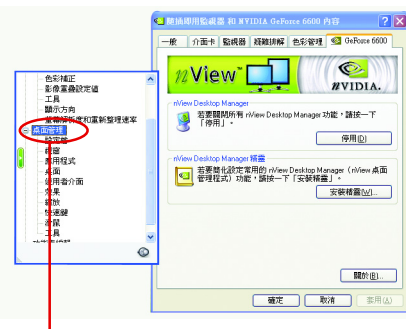 隨插即用監視器 和 NVIDIA GeForce 6600 內容
一般 介面卡 監視器 疑難排解 色彩管理 GeForce 6600
nView™
NVIDIA.
nView Desktop Manager
若要關閉所有 nView Desktop Manager 功能,請按一下
「停用」。
停用(D)
nView Desktop Manager 精靈
若要簡化設定常用的 nView Desktop Manager (nView 桌面
管理程式) 功能,請按一下「安裝精靈」。
安裝精靈(W)...
關於(B)...
確定 取消 套用(A)
色彩補正
影像重疊設定值
工具
顯示方向
螢幕解析度和重新整理速率
桌面管理
設定檔
視窗
應用程式
桌面
使用者介面
效果
縮放
快速鍵
滑鼠
工具